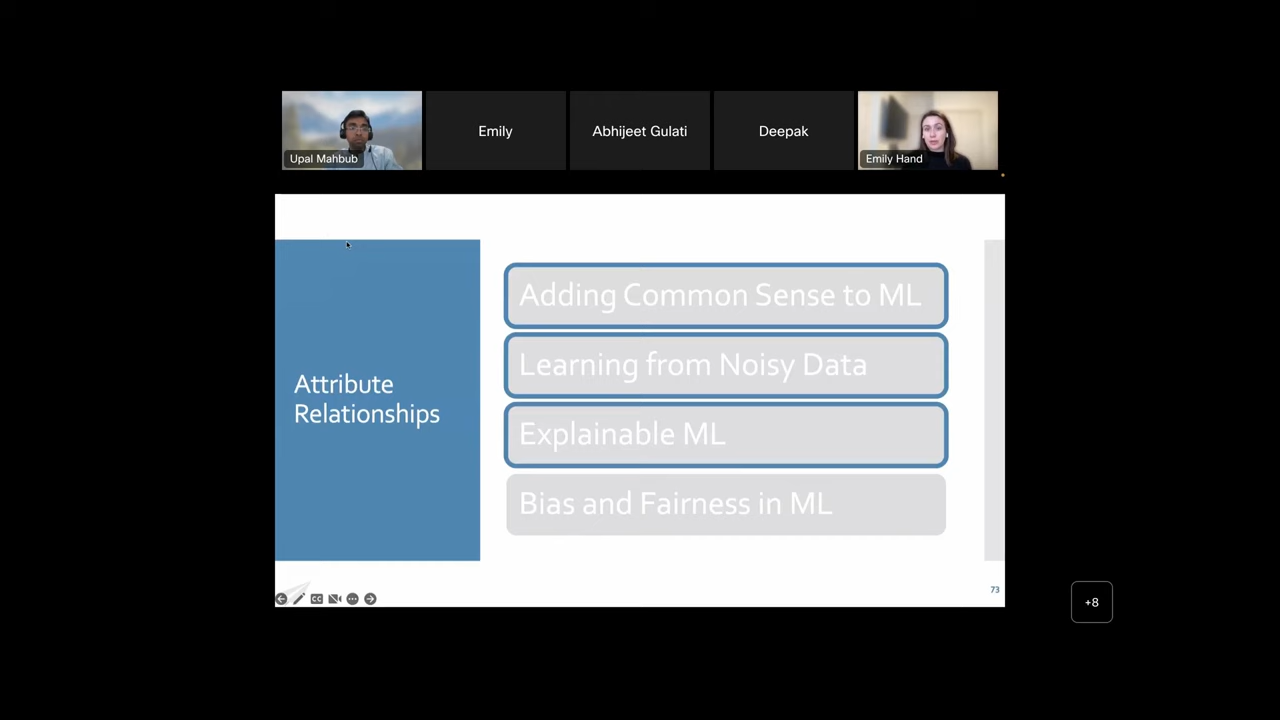 Upal Mahbub
Emily
Abhijeet Gulati
Deepak
Emily Hand
Attribute
Relationships
Adding Common Sense to ML
Learning from Noisy Data
Explainable ML
Bias and Fairness in ML
CC
73
+8